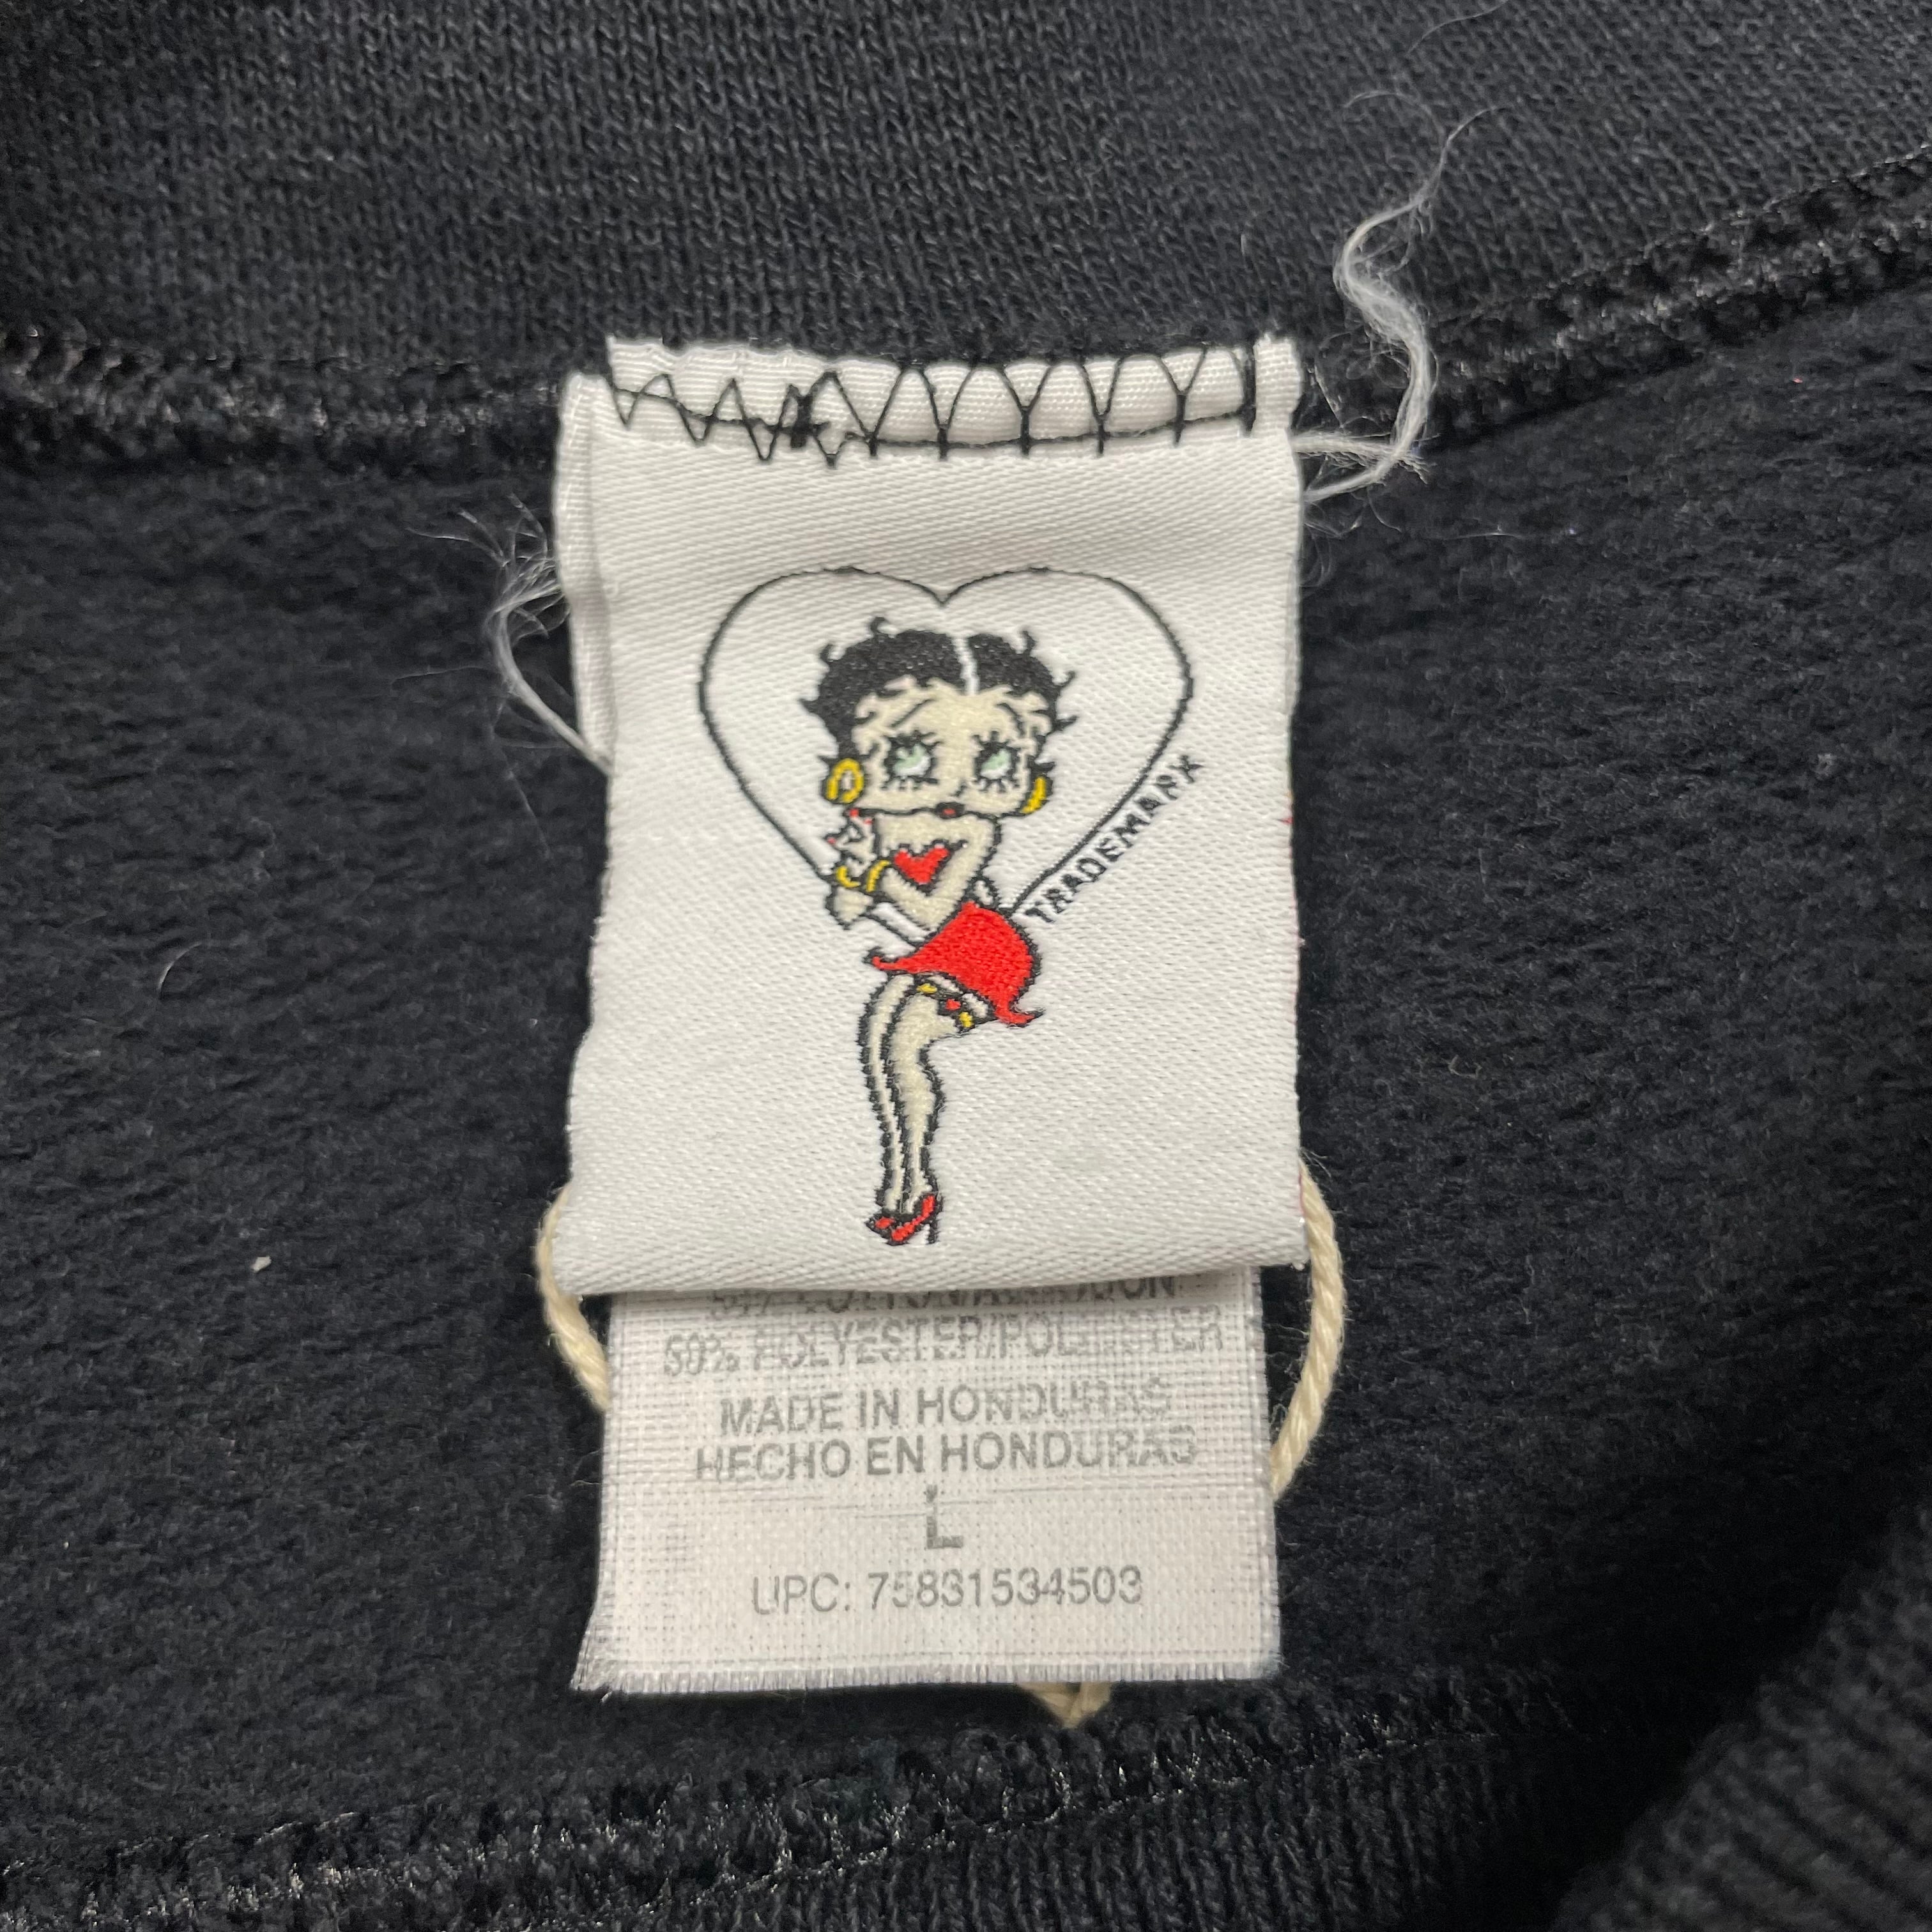 TRADEMARK
50% POLYESTER/POLIESTER
MADE IN HONDURAS
HECHO EN HONDURAS
L
UPC: 75831534503